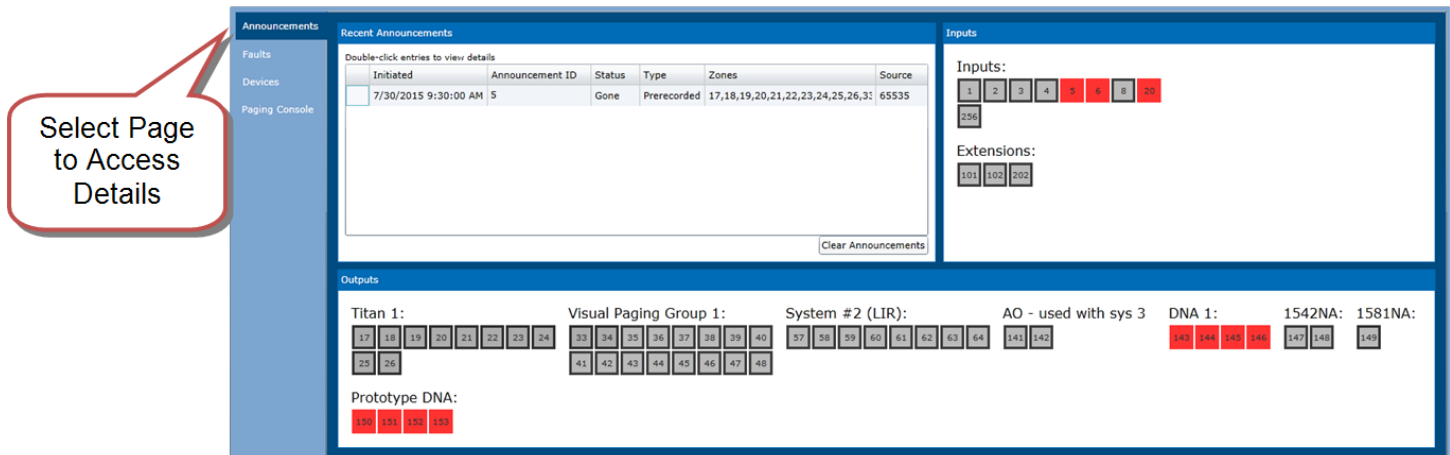 Select Page
to Access
Details
Announcements
Faults
Devices
Paging Console
Recent Announcements
Double-click entries to view details
Initiated Announcement ID Status Type Zones Source
7/30/2015 9:30:00 AM 5 Gone Prerecorded 17,18,19,20,21,22,23,24,25,26,33 65535
Clear Announcements
Inputs
Inputs:
1 2 3 4 5 6 8 20
256
Extensions:
101 102 202
Outputs
Titan 1:
17 18 19 20 21 22 23 24
25 26
Visual Paging Group 1:
33 34 35 36 37 38 39 40
41 42 43 44 45 46 47 48
System #2 (LIR):
57 58 59 60 61 62 63 64
AO - used with sys 3
141 142
DNA 1:
143 144 145 146
1542NA:
147 148
1581NA:
149
Prototype DNA:
150 151 152 153